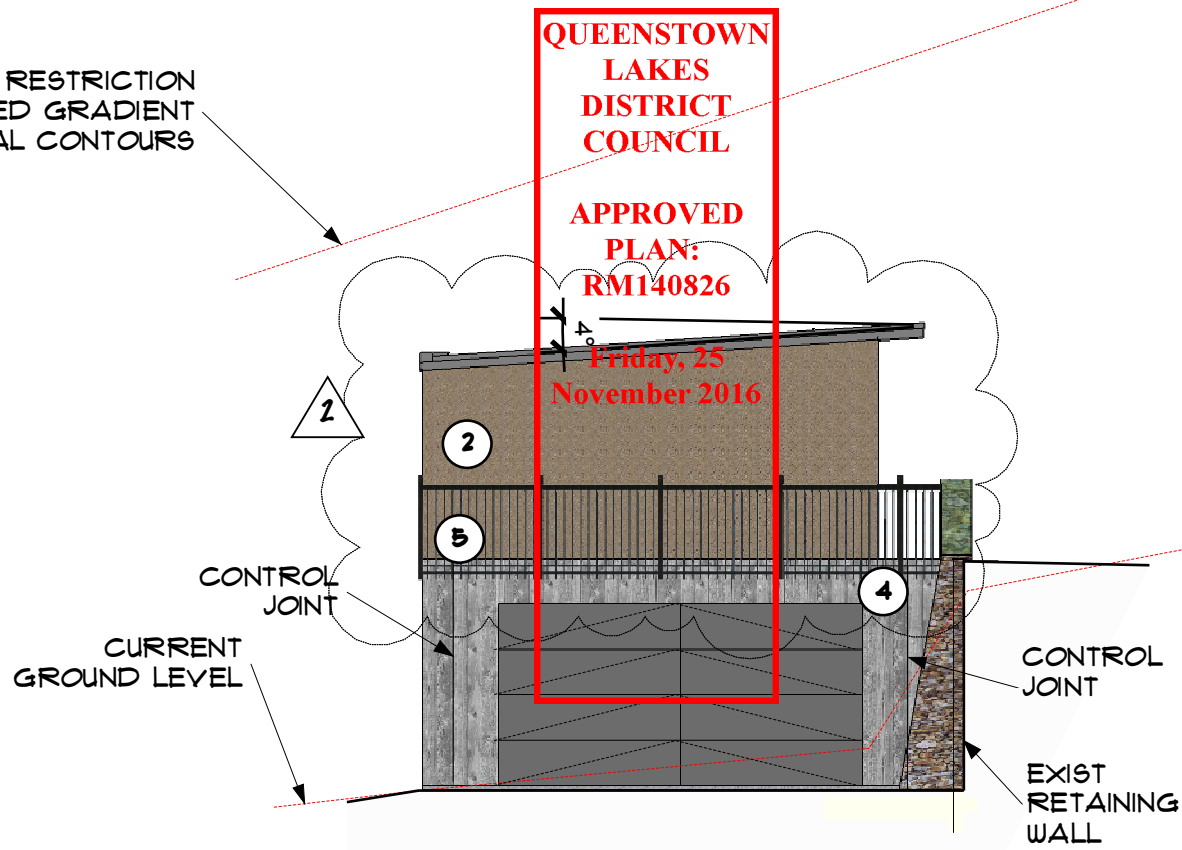 QUEENSTOWN
LAKES
DISTRICT
COUNCIL
APPROVED
PLAN:
RM140826
Friday, 25
November 2016
RESTRICTION
ED GRADIENT
AL CONTOURS
4°
2
2
5
4
CONTROL
JOINT
CURRENT
GROUND LEVEL
CONTROL
JOINT
EXIST
RETAINING
WALL